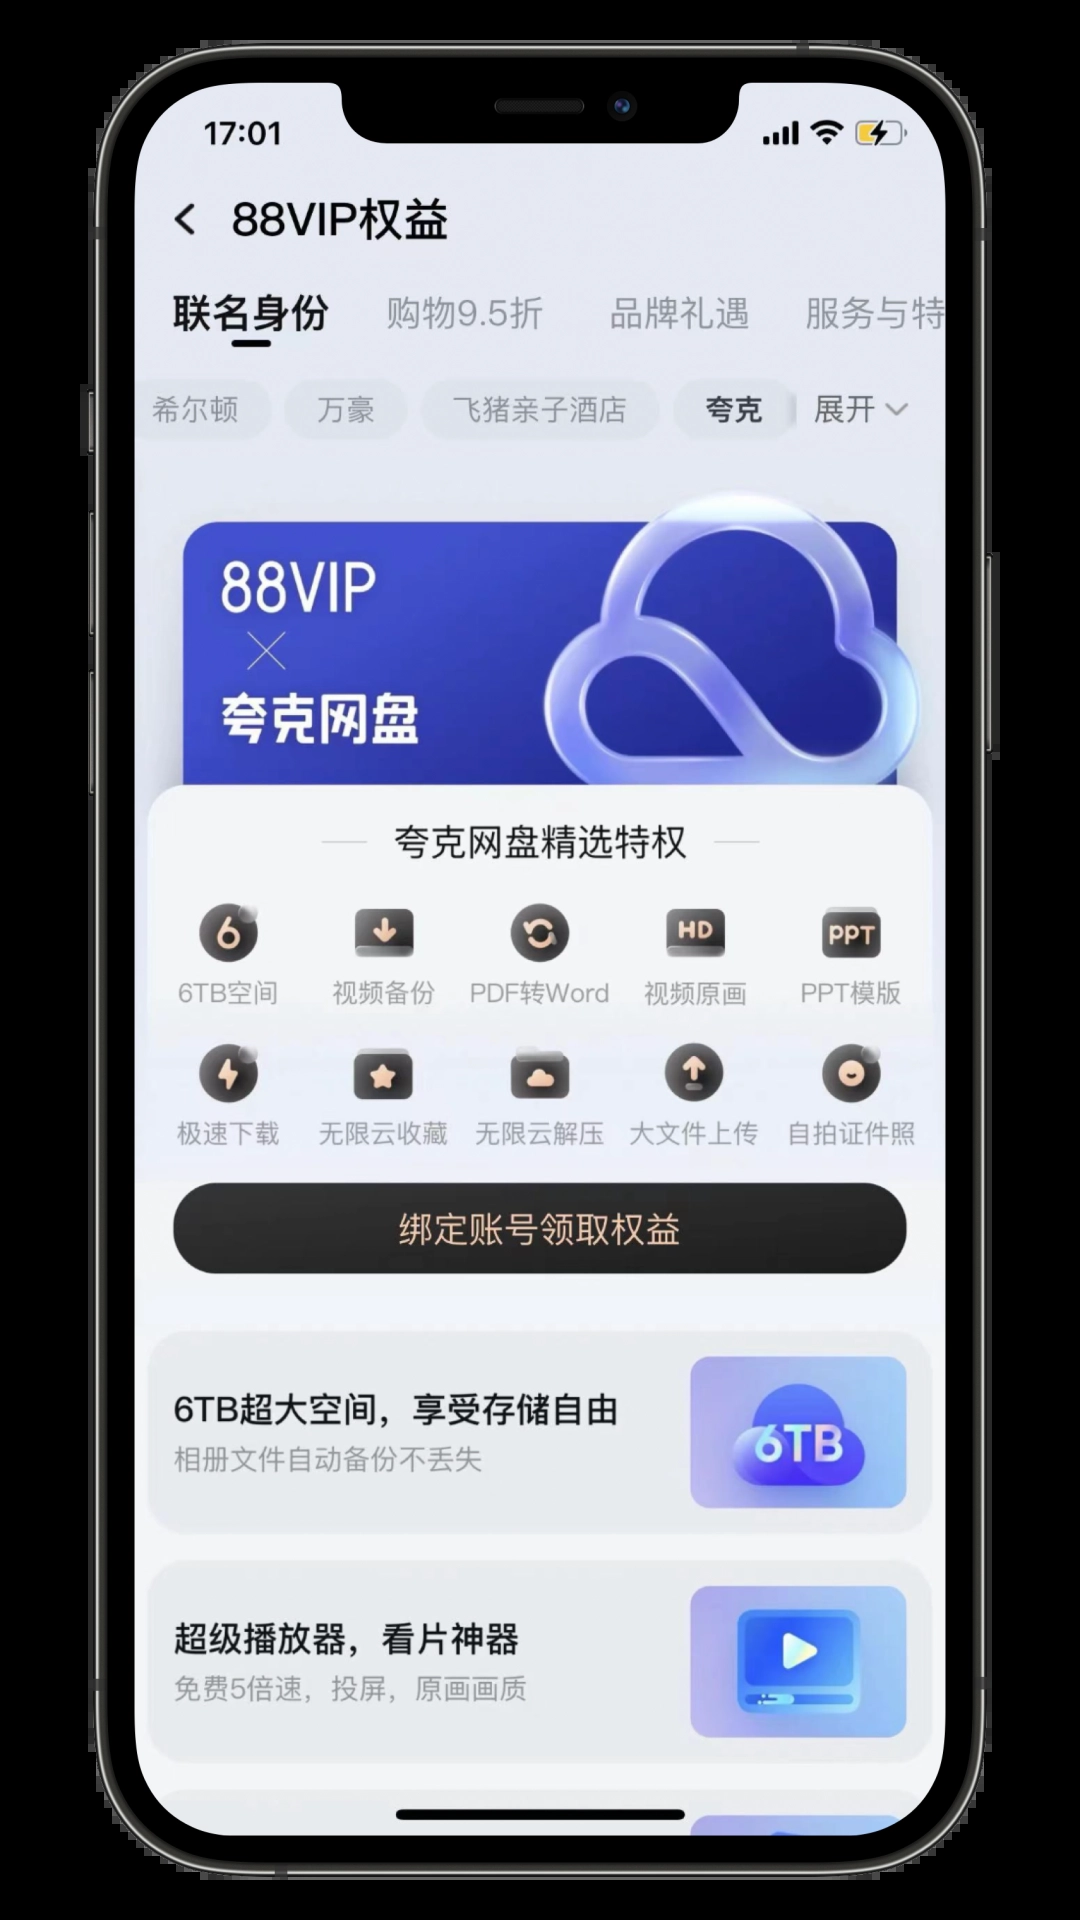 17:01
88VIP权益
联名身份 购物9.5折 品牌礼遇 服务与特
希尔顿 万豪 飞猪亲子酒店 夸克 展开
88VIP
夸克网盘
夸克网盘精选特权
6 HD PPT
6TB空间 视频备份 PDF转Word 视频原画 PPT模版
极速下载 无限云收藏 无限云解压 大文件上传 自拍证件照
绑定账号领取权益
6TB超大空间，享受存储自由
相册文件自动备份不丢失
6TB
超级播放器，看片神器
免费5倍速，投屏，原画画质